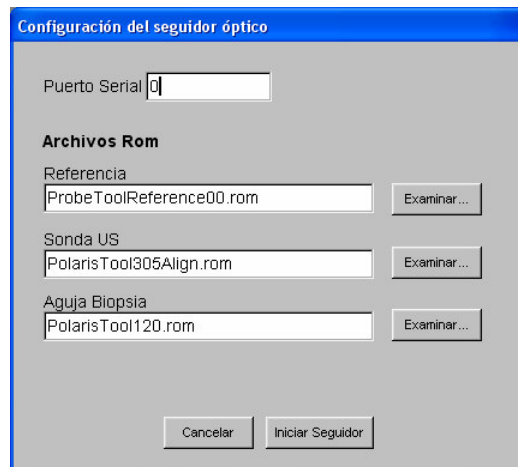 Configuración del seguidor óptico
Puerto Serial 0
Archivos Rom
Referencia
ProbeToolReference00.rom Examinar...
Sonda US
PolarisTool305Align.rom Examinar...
Aguja Biopsia
PolarisTool120.rom Examinar...
Cancelar Iniciar Seguidor